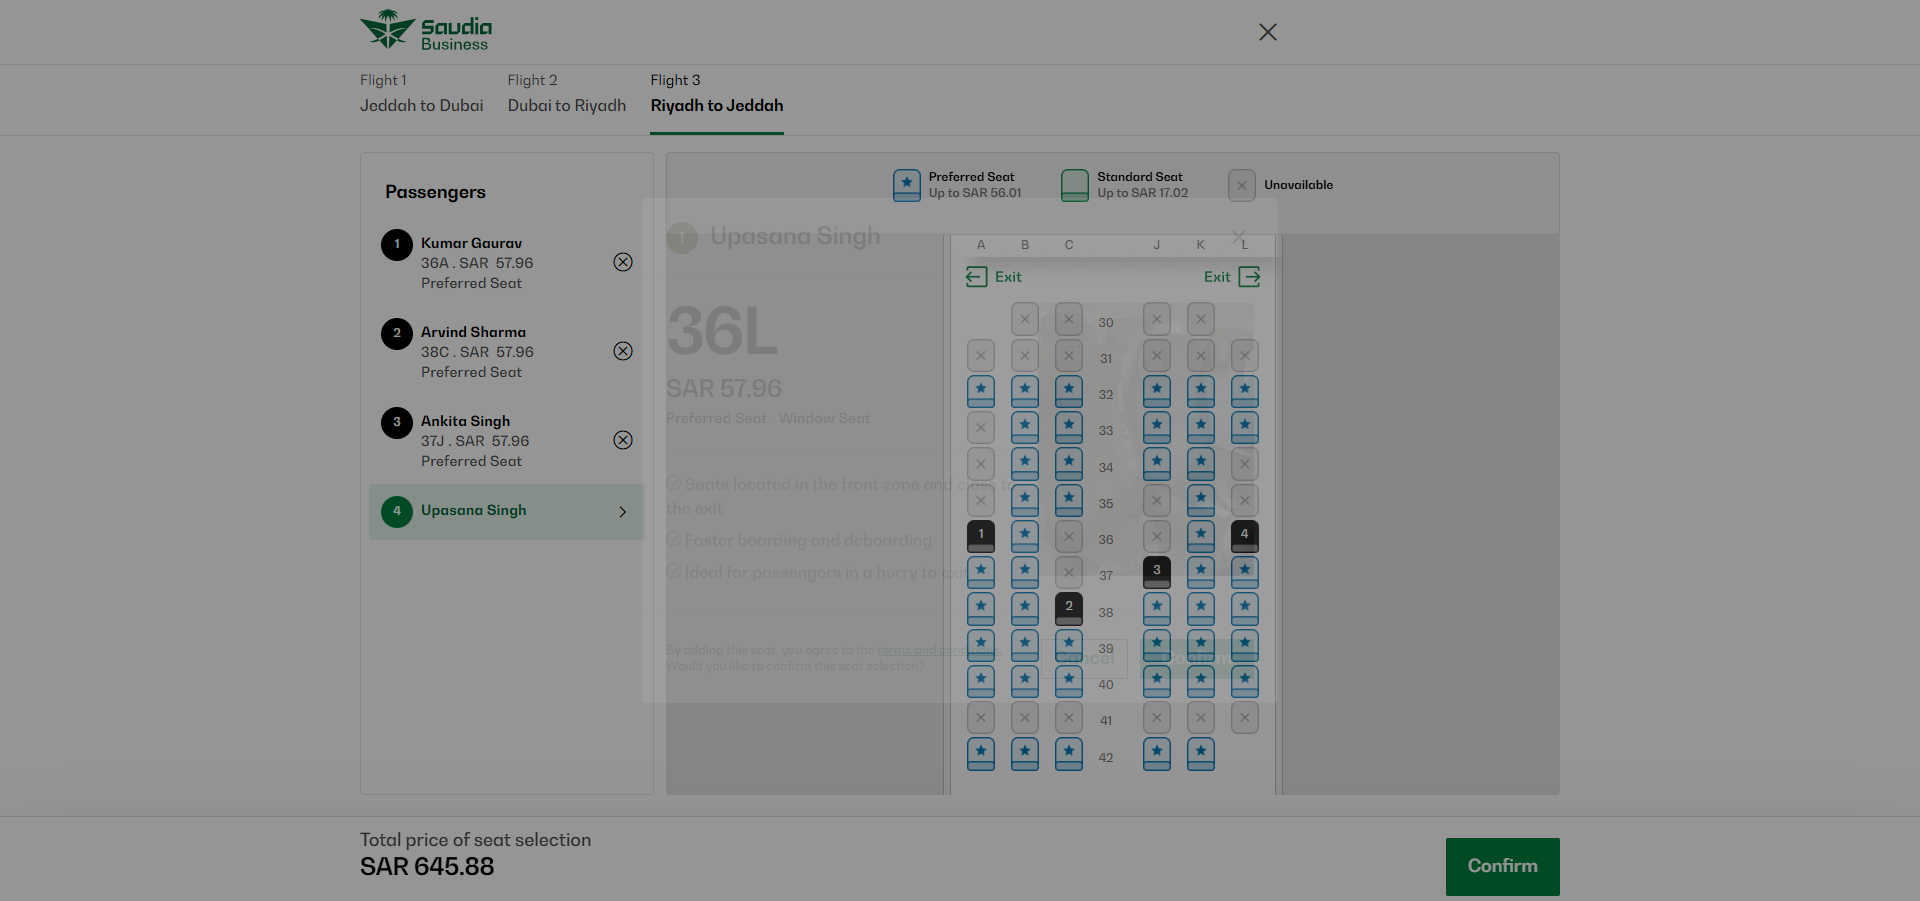 Saudia
Business
Flight 1
Jeddah to Dubai
Flight 2
Dubai to Riyadh
Flight 3
Riyadh to Jeddah
Passengers
1
Kumar Gaurav
36A . SAR 57.96
Preferred Seat
2
Arvind Sharma
38C . SAR 57.96
Preferred Seat
3
Ankita Singh
37J . SAR 57.96
Preferred Seat
4
Upasana Singh
Preferred Seat
Up to SAR 56.01
Standard Seat
Up to SAR 17.02
Unavailable
1
Upasana Singh
36L
SAR 57.96
Preferred Seat - Window Seat
Seats located in the front zone and close to
the exit
Faster boarding and deboarding
Ideal for passengers in a hurry to exit
By adding this seat, you agree to the terms and conditions.
Would you like to confirm this seat selection?
Cancel
Confirm
A B C J K L
Exit
Exit
30
31
32
33
34
35
1 36 4
37 3
2 38
39
40
41
42
Total price of seat selection
SAR 645.88
Confirm